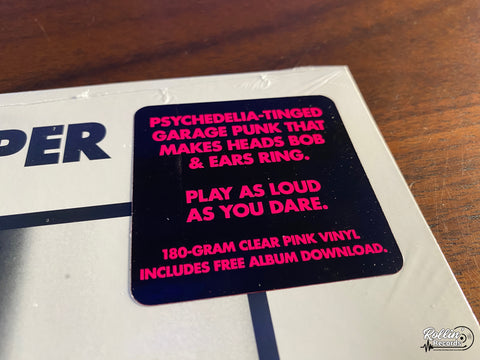 PER
PSYCHEDELIA-TINGED
GARAGE PUNK THAT
MAKES HEADS BOB
& EARS RING.
PLAY AS LOUD
AS YOU DARE.
180-GRAM CLEAR PINK VINYL
INCLUDES FREE ALBUM DOWNLOAD.
Rollin'
Records